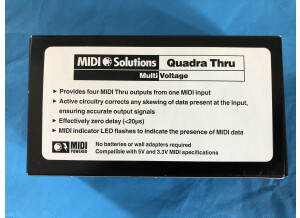 MIDI Solutions Quadra Thru
Multi Voltage
▸ Provides four MIDI Thru outputs from one MIDI input
▸ Active circuitry corrects any skewing of data present at the input,
ensuring accurate output signals
▸ Effectively zero delay (<20µs)
▸ MIDI indicator LED flashes to indicate the presence of MIDI data
MIDI
POWERED
No batteries or wall adapters required
Compatible with 5V and 3.3V MIDI specifications